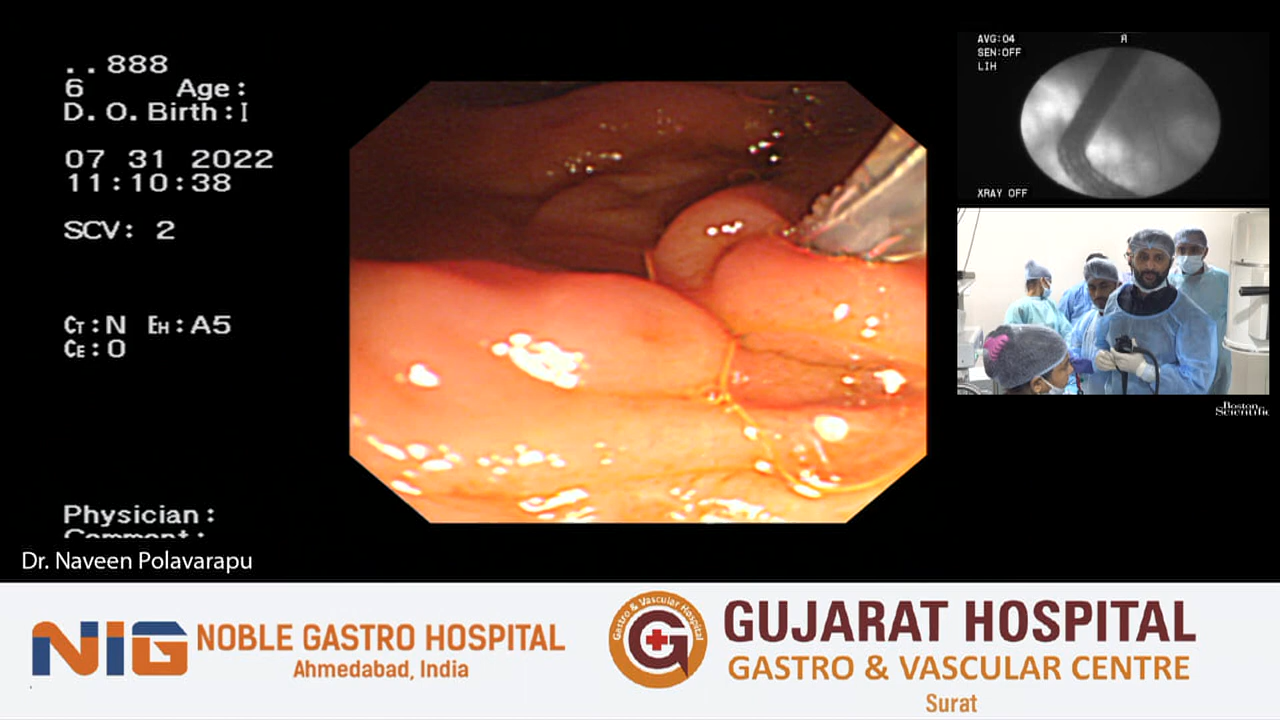 ..888
6 Age:
D.O.Birth:I
07 31 2022
11:10:38
SCV: 2
CT:N EH:A5
CE:0
Physician:
Comment:
Dr. Naveen Polavarapu
AVG:04
SEN:OFF
LIH
R
XRAY OFF
Boston
Scientific
NIG NOBLE GASTRO HOSPITAL
Ahmedabad, India
Gastro & Vascular Hospital
G
GUJARAT HOSPITAL
GASTRO & VASCULAR CENTRE
Surat